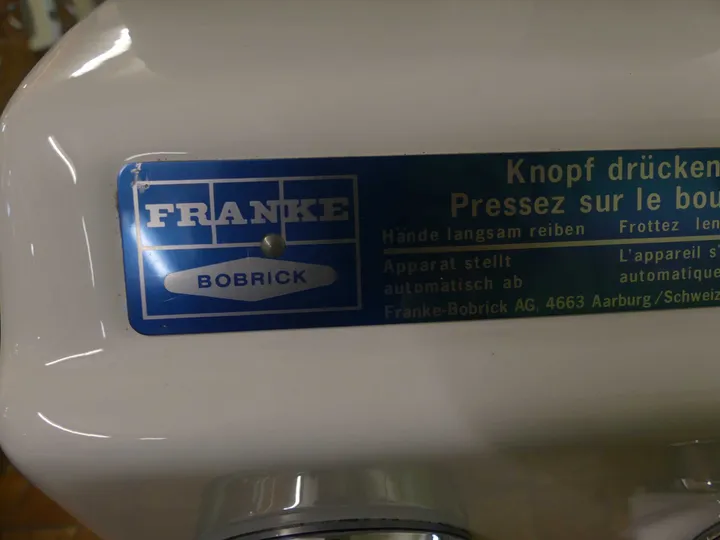 FRANKE
BOBRICK
Knopf drücken
Pressez sur le bou
Hände langsam reiben Frottez len
Apparat stellt L'appareil s'
automatisch ab automatique
Franke-Bobrick AG, 4663 Aarburg/Schweiz